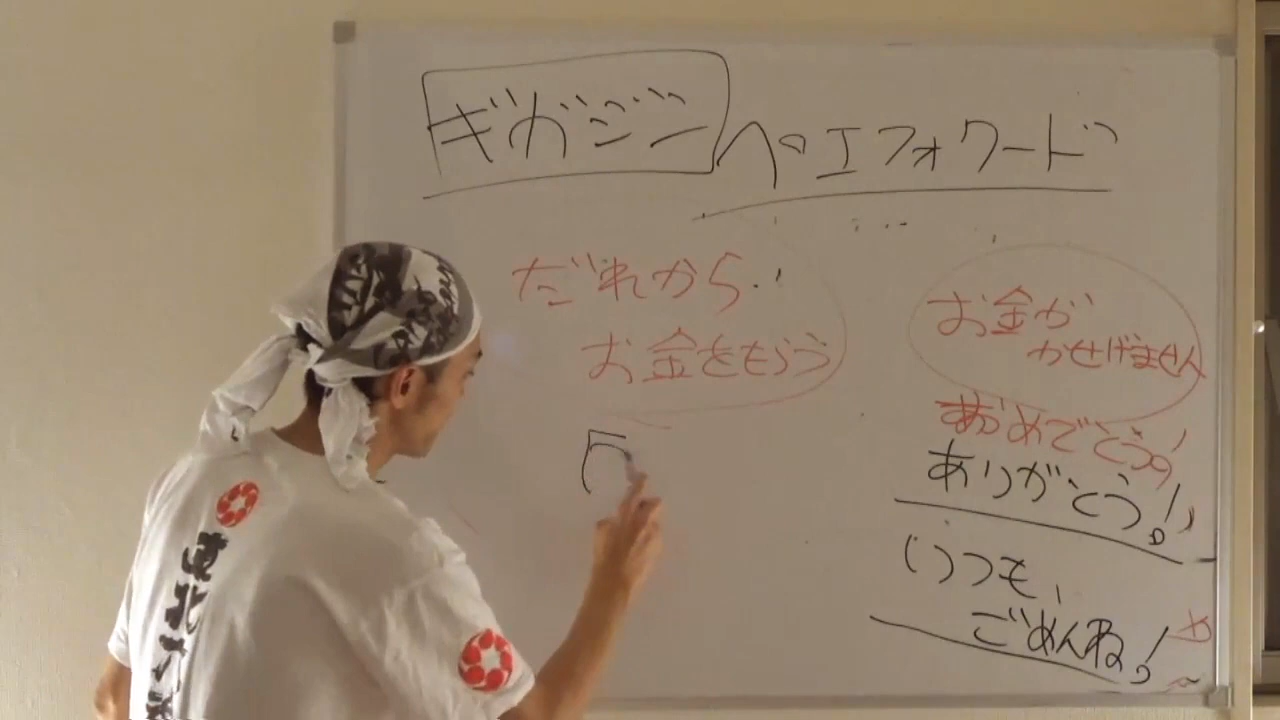 ギガジン
ペエフォワード
だれから
お金をもらう
お金が
かせげません
おめでとう!
ありがとう!
いつも、
ごめんね!
東北